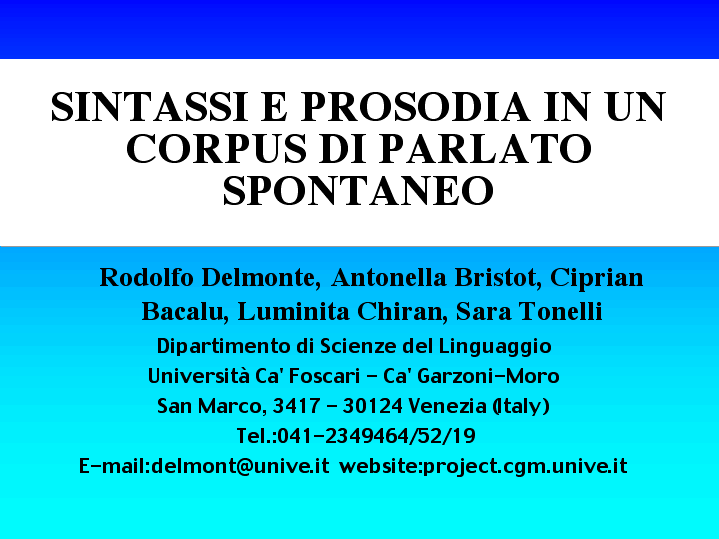 SINTASSI E PROSODIA IN UN
CORPUS DI PARLATO
SPONTANEO
Rodolfo Delmonte, Antonella Bristot, Ciprian
Bacalu, Luminita Chiran, Sara Tonelli
Dipartimento di Scienze del Linguaggio
Università Ca' Foscari - Ca' Garzoni-Moro
San Marco, 3417 - 30124 Venezia (Italy)
Tel.:041-2349464/52/19
E-mail:delmont@unive.it website:project.cgm.unive.it